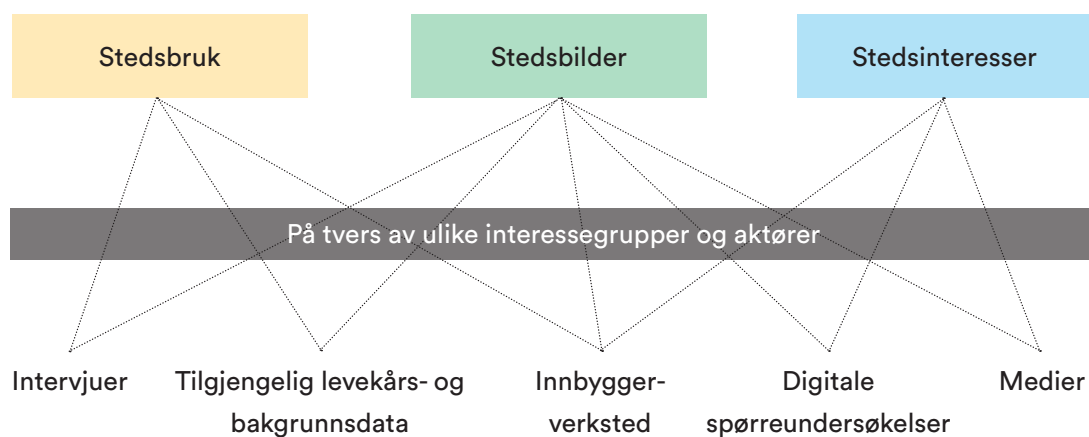 Stedsbruk
Stedsbilder
Stedsinteresser
På tvers av ulike interessegrupper og aktører
Intervjuer
Tilgjengelig levekårs- og
bakgrunnsdata
Innbygger-
verksted
Digitale
spørreundersøkelser
Medier